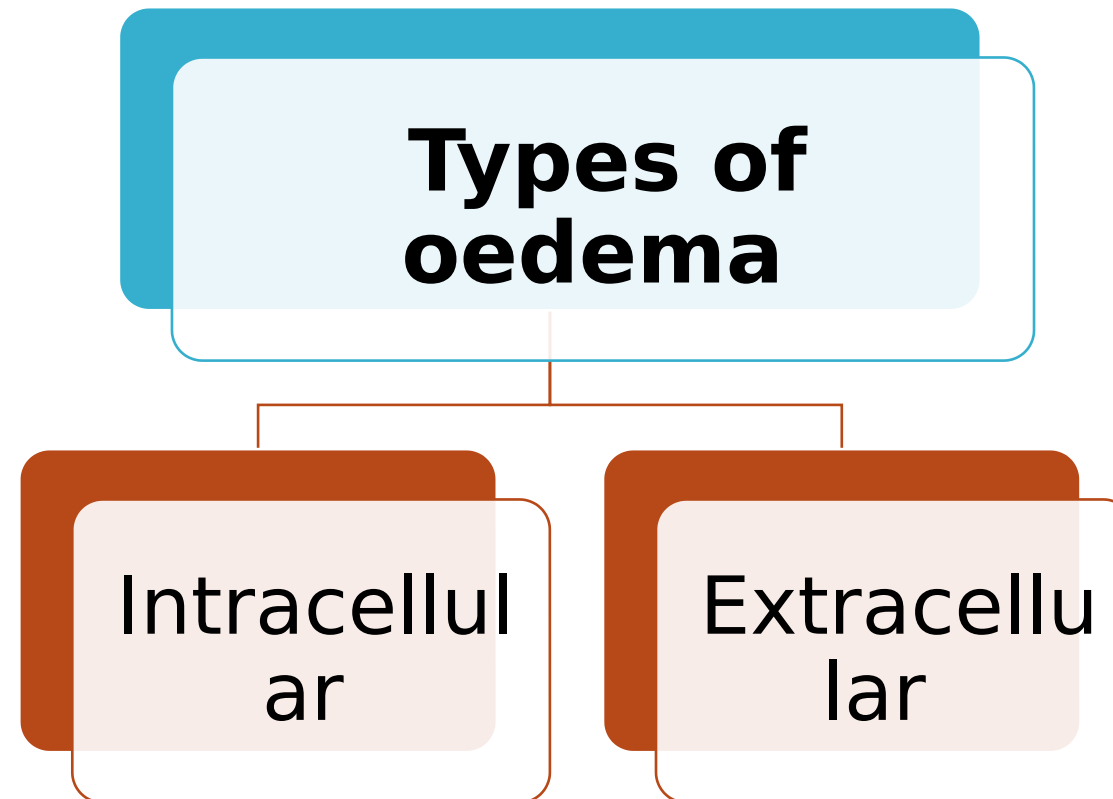 Types of
oedema
Intracellul
ar
Extracellu
lar